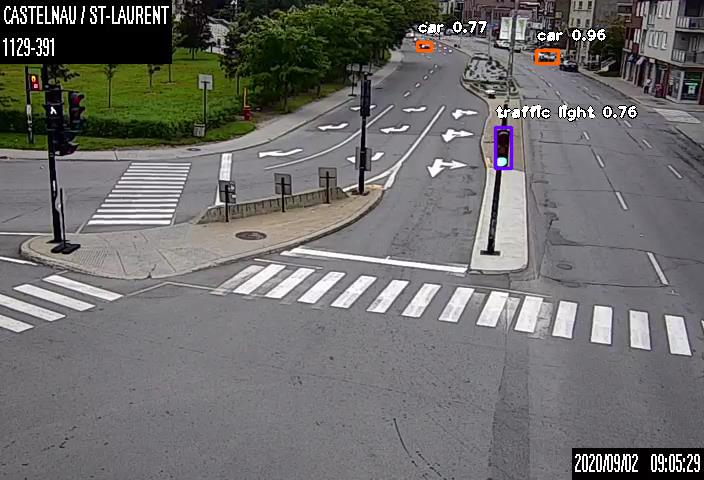 CASTELNAU / ST-LAURENT
1129-391
car 0.77
car 0.96
traffic light 0.76
2020/09/02 09:05:29